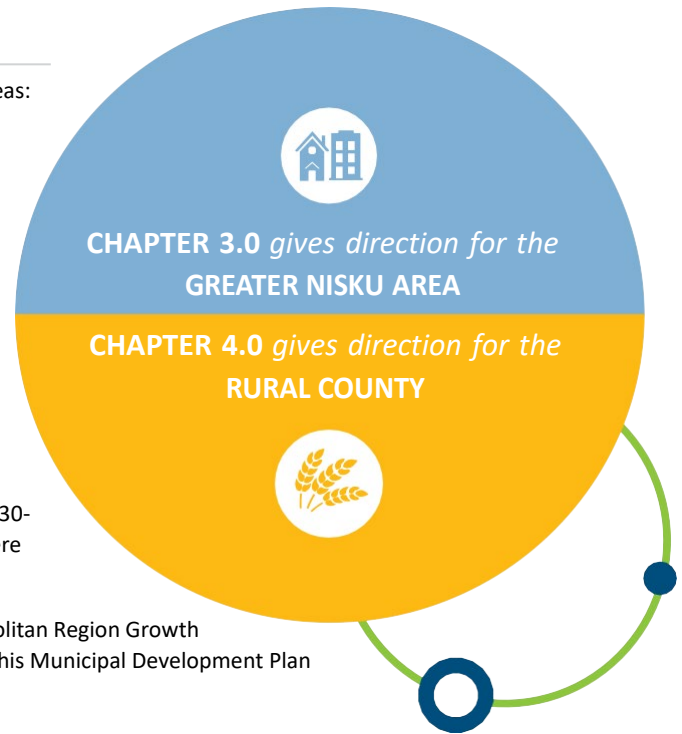 eas:
CHAPTER 3.0 gives direction for the
GREATER NISKU AREA
CHAPTER 4.0 gives direction for the
RURAL COUNTY
30-
re
olitan Region Growth
his Municipal Development Plan